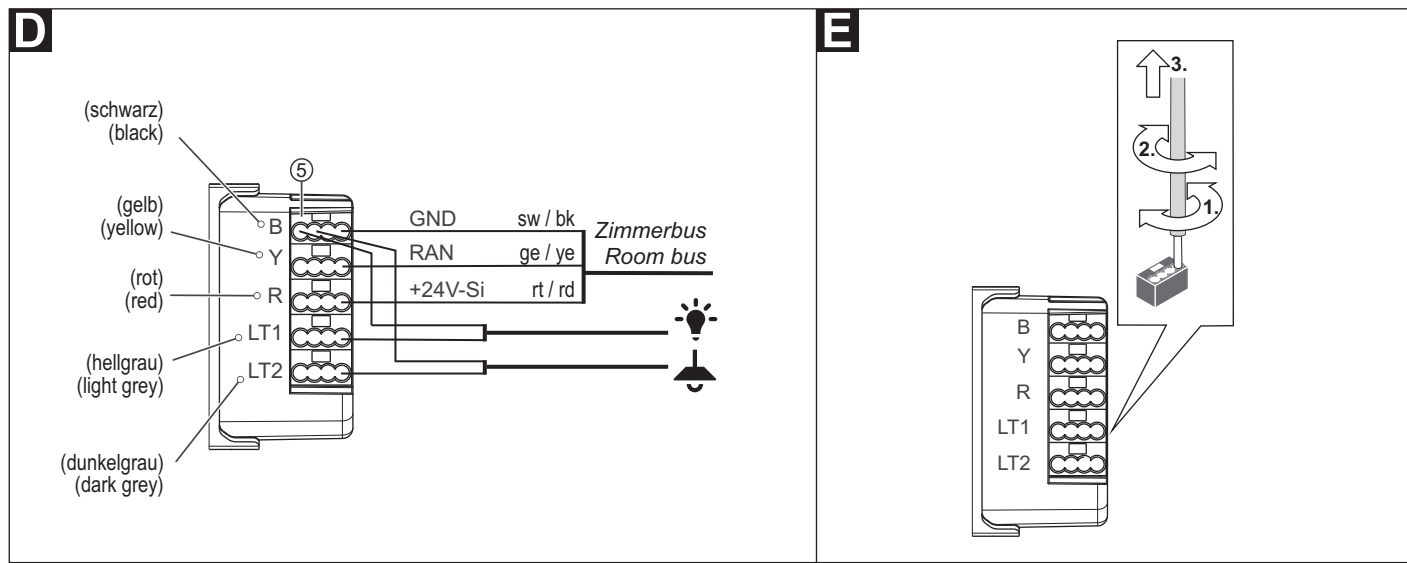 D
(schwarz)
(black)
(gelb)
(yellow)
(rot)
(red)
(hellgrau)
(light grey)
(dunkelgrau)
(dark grey)
5
B
Y
R
LT1
LT2
GND sw / bk
RAN ge / ye
+24V-Si rt / rd
Zimmerbus
Room bus
E
3.
2.
1.
B
Y
R
LT1
LT2